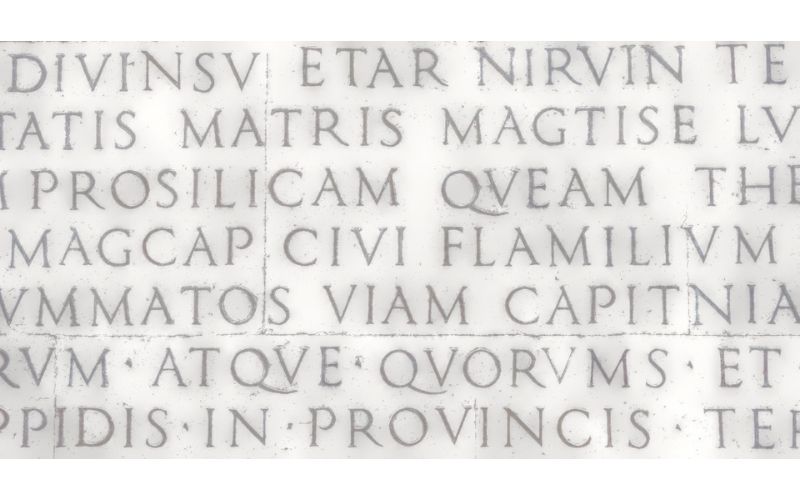 DIVINSV ETAR NIRVIN TE
TATIS MATRIS MAGTISE LV
PROSILICAM QVEAM THE
MAGCAP CIVI FLAMILIVM
VMMATOS VIAM CAPITNIA
RVM · ATQVE · QVORVMS · ET
PPIDIS · IN · PROVINCIS · TER